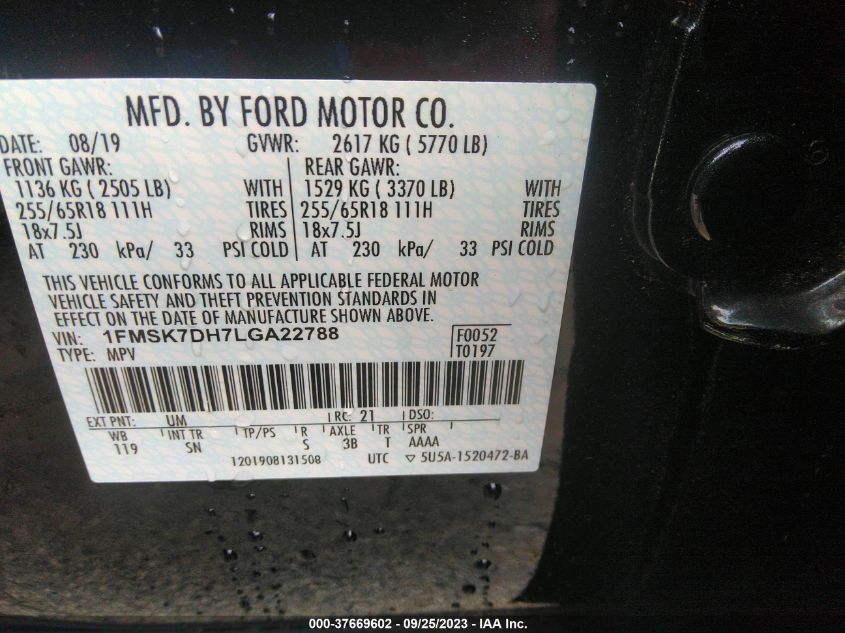 MFD. BY FORD MOTOR CO.
DATE: 08/19 GVWR: 2617 KG ( 5770 LB)
FRONT GAWR: REAR GAWR:
1136 KG ( 2505 LB) WITH 1529 KG ( 3370 LB) WITH
255/65R18 111H TIRES 255/65R18 111H TIRES
18x7.5J RIMS 18x7.5J RIMS
AT 230 kPa/ 33 PSI COLD AT 230 kPa/ 33 PSI COLD
THIS VEHICLE CONFORMS TO ALL APPLICABLE FEDERAL MOTOR
VEHICLE SAFETY AND THEFT PREVENTION STANDARDS IN
EFFECT ON THE DATE OF MANUFACTURE SHOWN ABOVE.
VIN: 1FMSK7DH7LGA22788 F0052
TYPE: MPV T0197
EXT PNT: UM RC: 21 DSO:
WB INT TR TP/PS R AXLE TR SPR
119 SN S 3B T AAAA
1201908131508 UTC ▽ 5U5A-1520472-BA
000-37669602 - 09/25/2023 - IAA Inc.